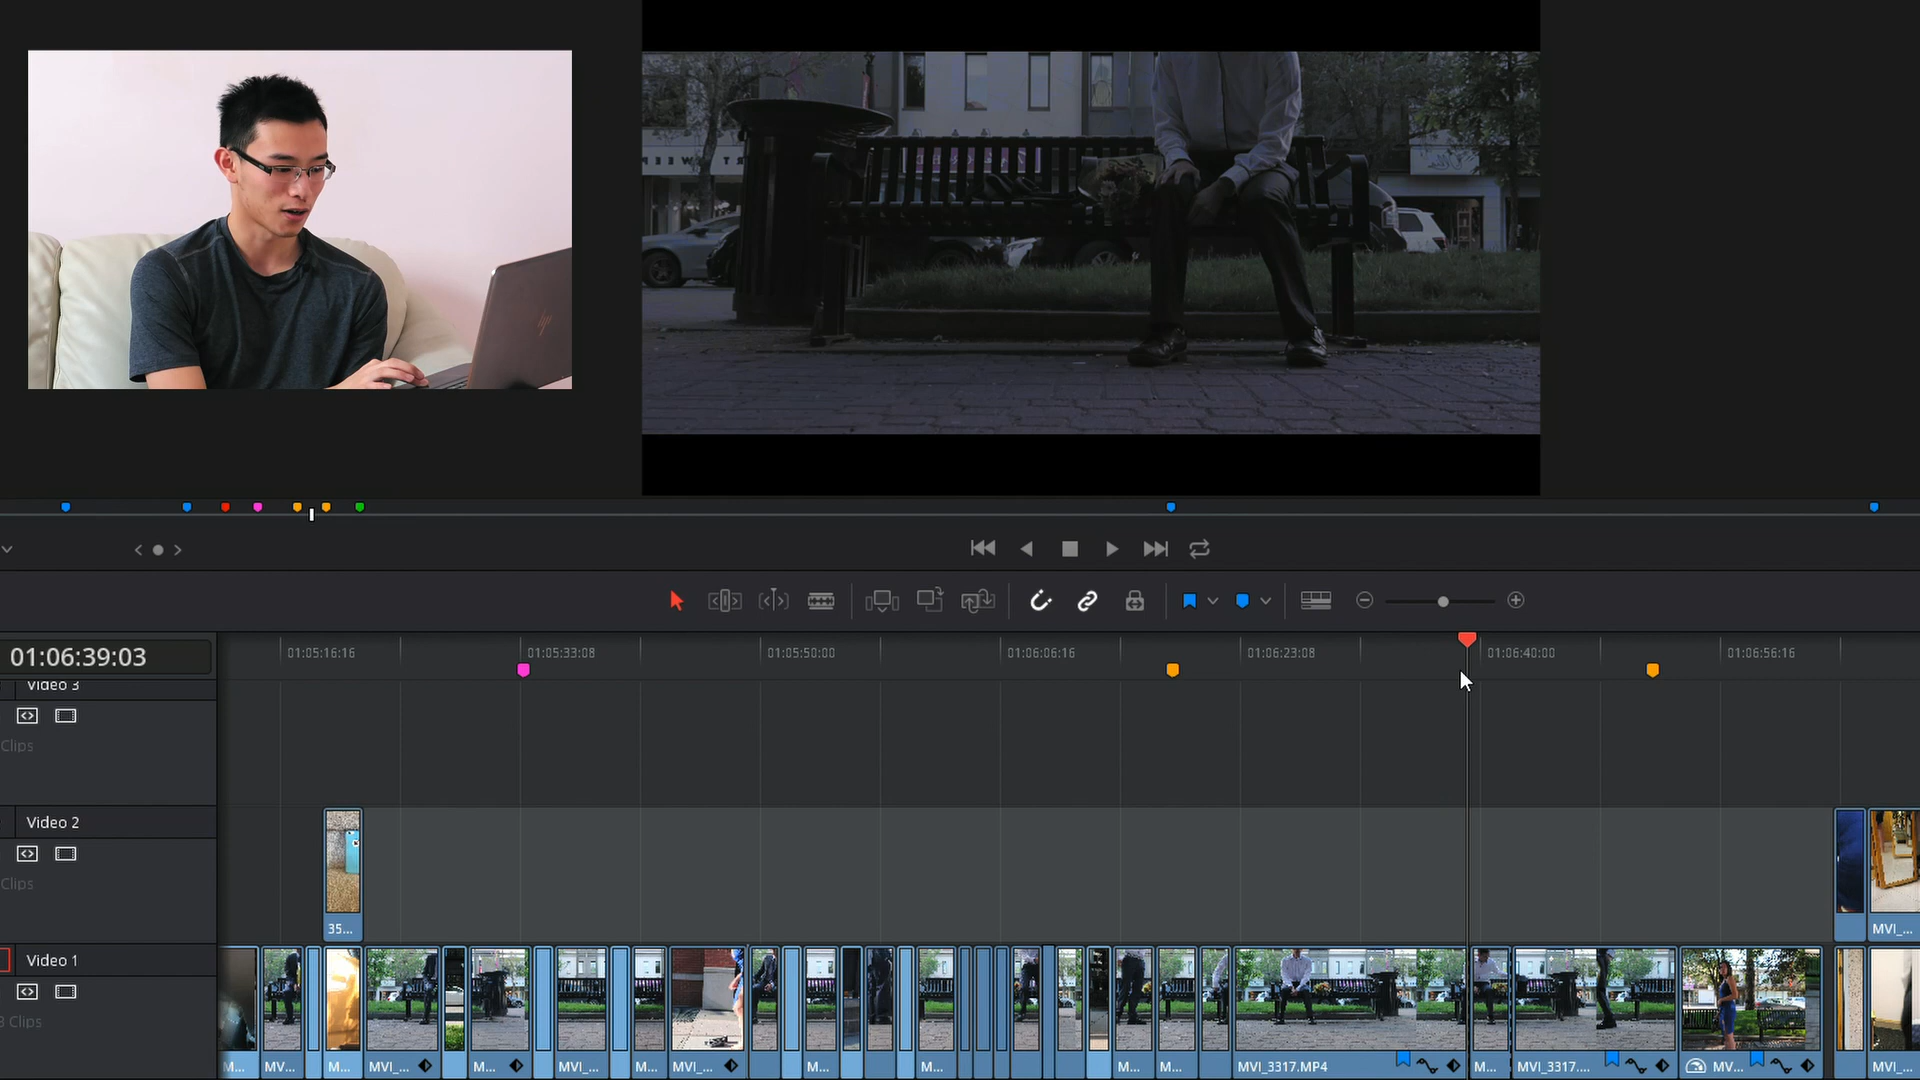 hp
01:06:39:03
01:05:16:16
01:05:33:08
01:05:50:00
01:06:06:16
01:06:23:08
01:06:40:00
01:06:56:16
Video 3
Clips
Video 2
Clips
35...
MVI_...
Video 1
3 Clips
M...
MV...
M...
MVI_...
M...
MVI_...
M...
MVI_...
M...
M...
M...
M...
MVI_3317.MP4
M...
MVI_3317....
MV...
MVI_...